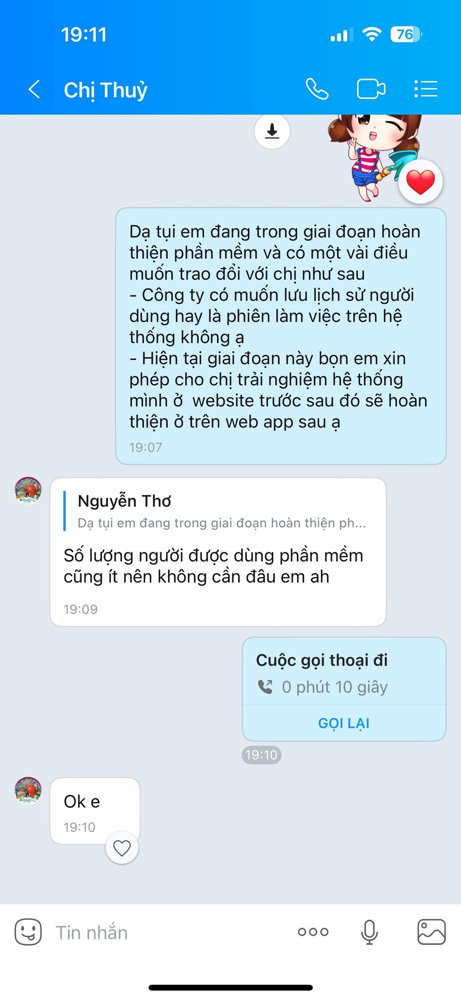 19:11
76
Chị Thuỷ
Dạ tụi em đang trong giai đoạn hoàn
thiện phần mềm và có một vài điều
muốn trao đổi với chị như sau
- Công ty có muốn lưu lịch sử người
dùng hay là phiên làm việc trên hệ
thống không ạ
- Hiện tại giai đoạn này bọn em xin
phép cho chị trải nghiệm hệ thống
mình ở  website trước sau đó sẽ hoàn
thiện ở trên web app sau ạ
19:07
Nguyễn Thơ
Dạ tụi em đang trong giai đoạn hoàn thiện ph...
Số lượng người được dùng phần mềm
cũng ít nên không cần đâu em ah
19:09
Cuộc gọi thoại đi
0 phút 10 giây
GỌI LẠI
19:10
Ok e
19:10
Tin nhắn